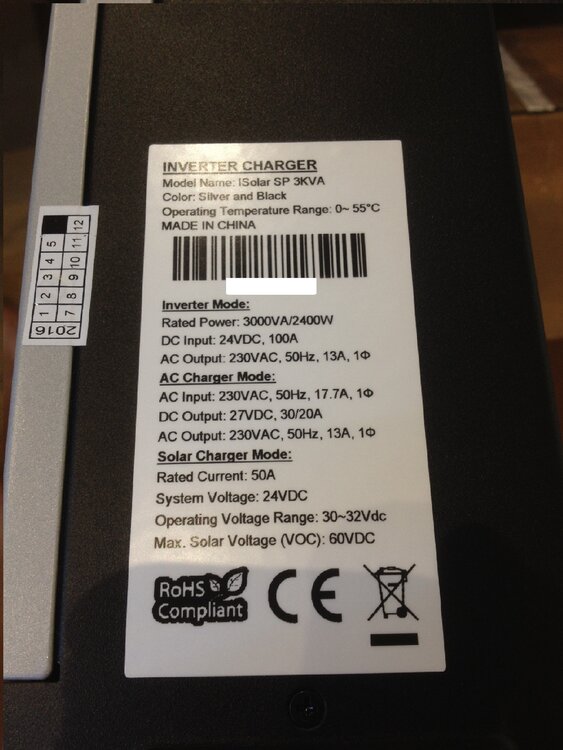 INVERTER CHARGER
Model Name: ISolar SP 3KVA
Color: Silver and Black
Operating Temperature Range: 0~ 55°C
MADE IN CHINA
Inverter Mode:
Rated Power: 3000VA/2400W
DC Input: 24VDC, 100A
AC Output: 230VAC, 50Hz, 13A, 1Φ
AC Charger Mode:
AC Input: 230VAC, 50Hz, 17.7A, 1Φ
DC Output: 27VDC, 30/20A
AC Output: 230VAC, 50Hz, 13A, 1Φ
Solar Charger Mode:
Rated Current: 50A
System Voltage: 24VDC
Operating Voltage Range: 30~32Vdc
Max. Solar Voltage (VOC): 60VDC
RoHS
Compliant
CE
2016
1 2 3 4 5
7 8 9 10 11 12